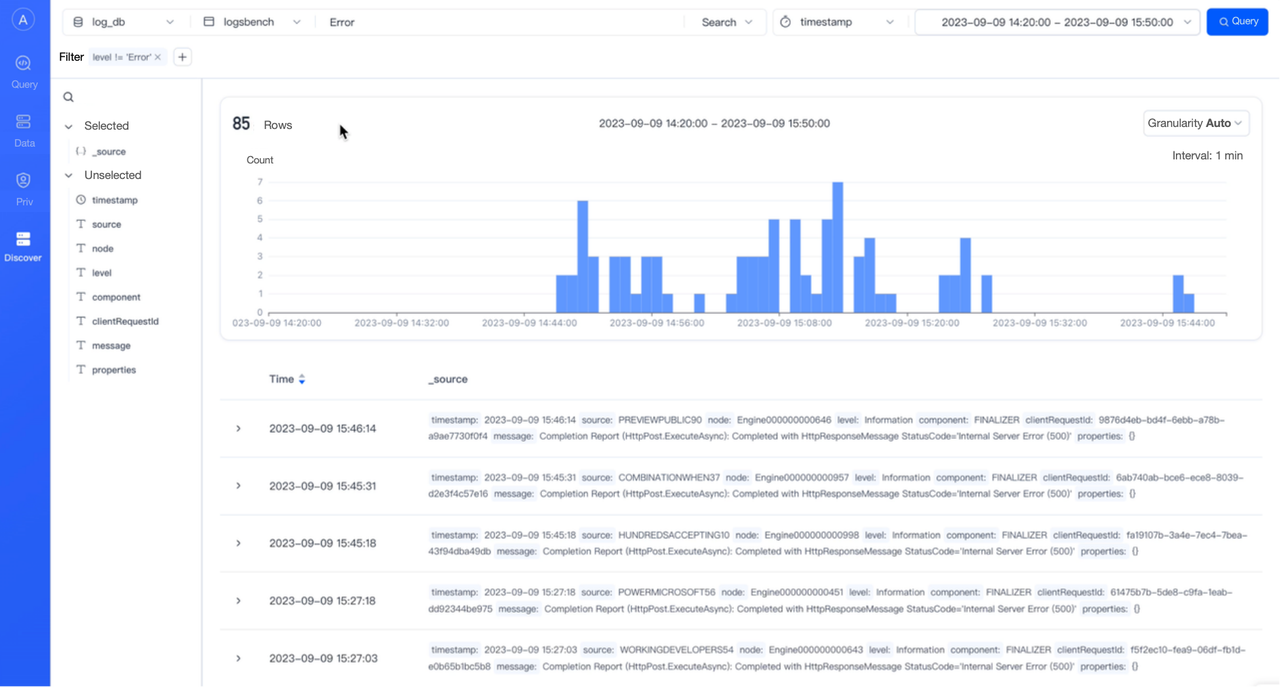 A
log_db
logsbench
Error
Search
timestamp
2023-09-09 14:20:00 – 2023-09-09 15:50:00
Query
Filter
level != 'Error' ×
+
Query
Data
Priv
Discover
Selected
_source
Unselected
timestamp
source
node
level
component
clientRequestId
message
properties
85 Rows
2023-09-09 14:20:00 – 2023-09-09 15:50:00
Granularity Auto
Interval: 1 min
Count
7
6
5
4
3
2
1
0
023-09-09 14:20:00
2023-09-09 14:32:00
2023-09-09 14:44:00
2023-09-09 14:56:00
2023-09-09 15:08:00
2023-09-09 15:20:00
2023-09-09 15:32:00
2023-09-09 15:44:00
Time
_source
2023-09-09 15:46:14
timestamp: 2023-09-09 15:46:14 source: PREVIEWPUBLIC90 node: Engine000000000646 level: Information component: FINALIZER clientRequestId: 9876d4eb-bd4f-6ebb-a78b-
a9ae7730f0f4 message: Completion Report (HttpPost.ExecuteAsync): Completed with HttpResponseMessage StatusCode='Internal Server Error (500)' properties: {}
2023-09-09 15:45:31
timestamp: 2023-09-09 15:45:31 source: COMBINATIONWHEN37 node: Engine000000000957 level: Information component: FINALIZER clientRequestId: 6ab740ab-bce6-ece8-8039-
d2e3f4c57e16 message: Completion Report (HttpPost.ExecuteAsync): Completed with HttpResponseMessage StatusCode='Internal Server Error (500)' properties: {}
2023-09-09 15:45:18
timestamp: 2023-09-09 15:45:18 source: HUNDREDSACCEPTING10 node: Engine000000000998 level: Information component: FINALIZER clientRequestId: fa19107b-3a4e-7ec4-7bea-
43f94dba49db message: Completion Report (HttpPost.ExecuteAsync): Completed with HttpResponseMessage StatusCode='Internal Server Error (500)' properties: {}
2023-09-09 15:27:18
timestamp: 2023-09-09 15:27:18 source: POWERMICROSOFT56 node: Engine000000000451 level: Information component: FINALIZER clientRequestId: 61475b7b-5de8-c9fa-1eab-
dd92344be975 message: Completion Report (HttpPost.ExecuteAsync): Completed with HttpResponseMessage StatusCode='Internal Server Error (500)' properties: {}
2023-09-09 15:27:03
timestamp: 2023-09-09 15:27:03 source: WORKINGDEVELOPERS54 node: Engine000000000643 level: Information component: FINALIZER clientRequestId: f5f2ec10-fea9-06df-fb1d-
e0b65b1bc5b8 message: Completion Report (HttpPost.ExecuteAsync): Completed with HttpResponseMessage StatusCode='Internal Server Error (500)' properties: {}